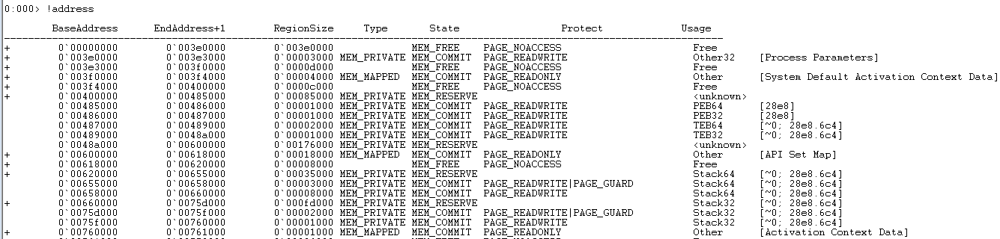 0:000> !address
BaseAddress EndAddress+1 RegionSize Type State Protect Usage
--------------------------------------------------------------------------------------------------------------------------
+ 0`00000000 0`003e0000 0`003e0000 MEM_FREE PAGE_NOACCESS Free
+ 0`003e0000 0`003e3000 0`00003000 MEM_PRIVATE MEM_COMMIT PAGE_READWRITE Other32 [Process Parameters]
+ 0`003e3000 0`003f0000 0`0000d000 MEM_FREE PAGE_NOACCESS Free
+ 0`003f0000 0`003f4000 0`00004000 MEM_MAPPED MEM_COMMIT PAGE_READONLY Other [System Default Activation Context Data]
+ 0`003f4000 0`00400000 0`0000c000 MEM_FREE PAGE_NOACCESS Free
+ 0`00400000 0`00485000 0`00085000 MEM_PRIVATE MEM_RESERVE <unknown>
0`00485000 0`00486000 0`00001000 MEM_PRIVATE MEM_COMMIT PAGE_READWRITE PEB64 [28e8]
0`00486000 0`00487000 0`00001000 MEM_PRIVATE MEM_COMMIT PAGE_READWRITE PEB32 [28e8]
0`00487000 0`00489000 0`00002000 MEM_PRIVATE MEM_COMMIT PAGE_READWRITE TEB64 [~0; 28e8.6c4]
0`00489000 0`0048a000 0`00001000 MEM_PRIVATE MEM_COMMIT PAGE_READWRITE TEB32 [~0; 28e8.6c4]
0`0048a000 0`00600000 0`00176000 MEM_PRIVATE MEM_RESERVE <unknown>
+ 0`00600000 0`00618000 0`00018000 MEM_MAPPED MEM_COMMIT PAGE_READONLY Other [API Set Map]
+ 0`00618000 0`00620000 0`00008000 MEM_FREE PAGE_NOACCESS Free
+ 0`00620000 0`00655000 0`00035000 MEM_PRIVATE MEM_RESERVE Stack64 [~0; 28e8.6c4]
0`00655000 0`00658000 0`00003000 MEM_PRIVATE MEM_COMMIT PAGE_READWRITE|PAGE_GUARD Stack64 [~0; 28e8.6c4]
0`00658000 0`00660000 0`00008000 MEM_PRIVATE MEM_COMMIT PAGE_READWRITE Stack64 [~0; 28e8.6c4]
+ 0`00660000 0`0075d000 0`000fd000 MEM_PRIVATE MEM_RESERVE Stack32 [~0; 28e8.6c4]
0`0075d000 0`0075f000 0`00002000 MEM_PRIVATE MEM_COMMIT PAGE_READWRITE|PAGE_GUARD Stack32 [~0; 28e8.6c4]
0`0075f000 0`00760000 0`00001000 MEM_PRIVATE MEM_COMMIT PAGE_READWRITE Stack32 [~0; 28e8.6c4]
+ 0`00760000 0`00761000 0`00001000 MEM_MAPPED MEM_COMMIT PAGE_READONLY Other [Activation Context Data]